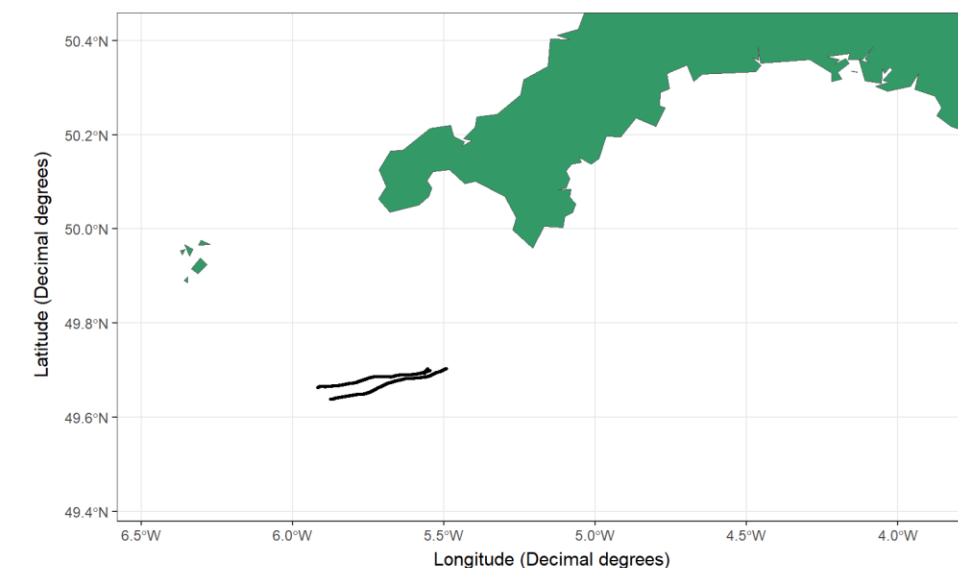 50.4°N
50.2°N
50.0°N
49.8°N
49.6°N
49.4°N
Latitude (Decimal degrees)
6.5°W 6.0°W 5.5°W 5.0°W 4.5°W 4.0°W
Longitude (Decimal degrees)